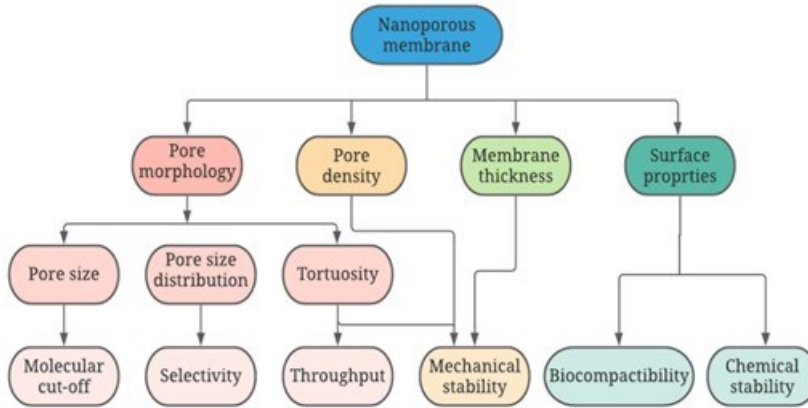 Nanoporous
membrane
Pore
morphology
Pore
density
Membrane
thickness
Surface
proprties
Pore size
Pore size
distribution
Tortuosity
Molecular
cut-off
Selectivity
Throughput
Mechanical
stability
Biocompactibility
Chemical
stability